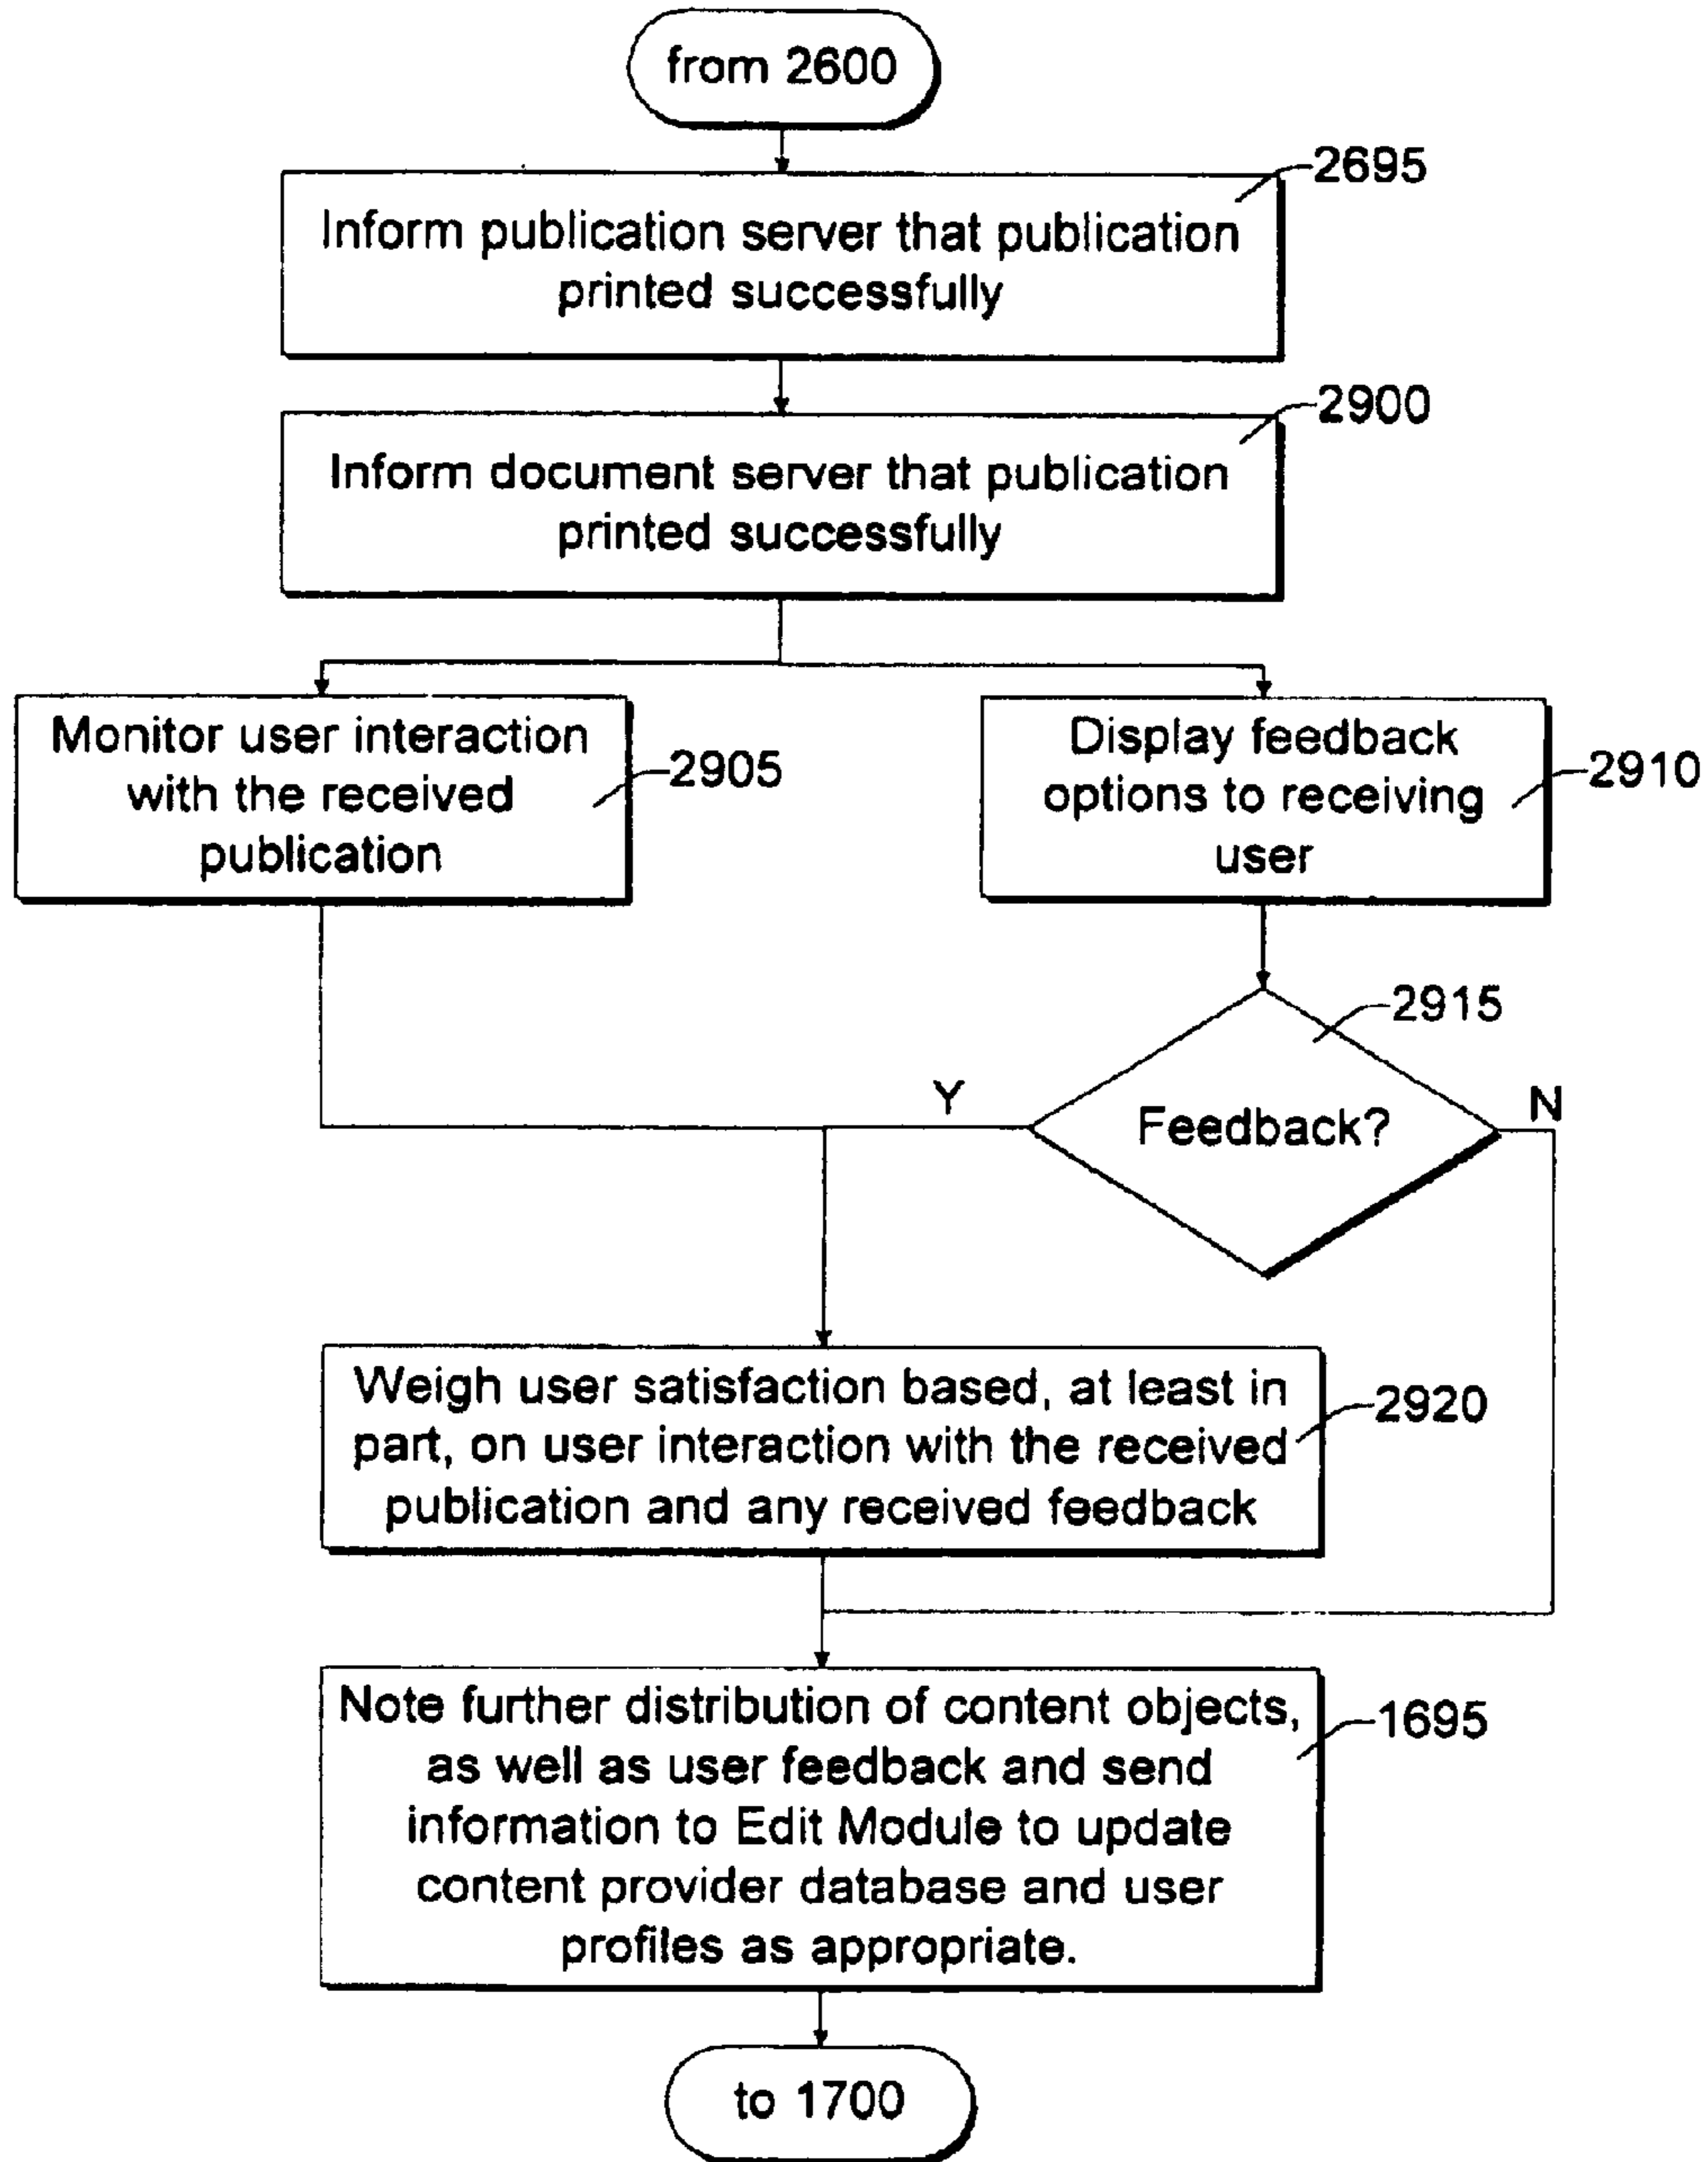 from 2600
2695
Inform publication server that publication
printed successfully
2900
Inform document server that publication
printed successfully
Monitor user interaction
with the received
publication
2905
Display feedback
options to receiving
user
2910
2915
Feedback?
Y
N
Weigh user satisfaction based, at least in
part, on user interaction with the received
publication and any received feedback
2920
Note further distribution of content objects,
as well as user feedback and send
information to Edit Module to update
content provider database and user
profiles as appropriate.
1695
to 1700